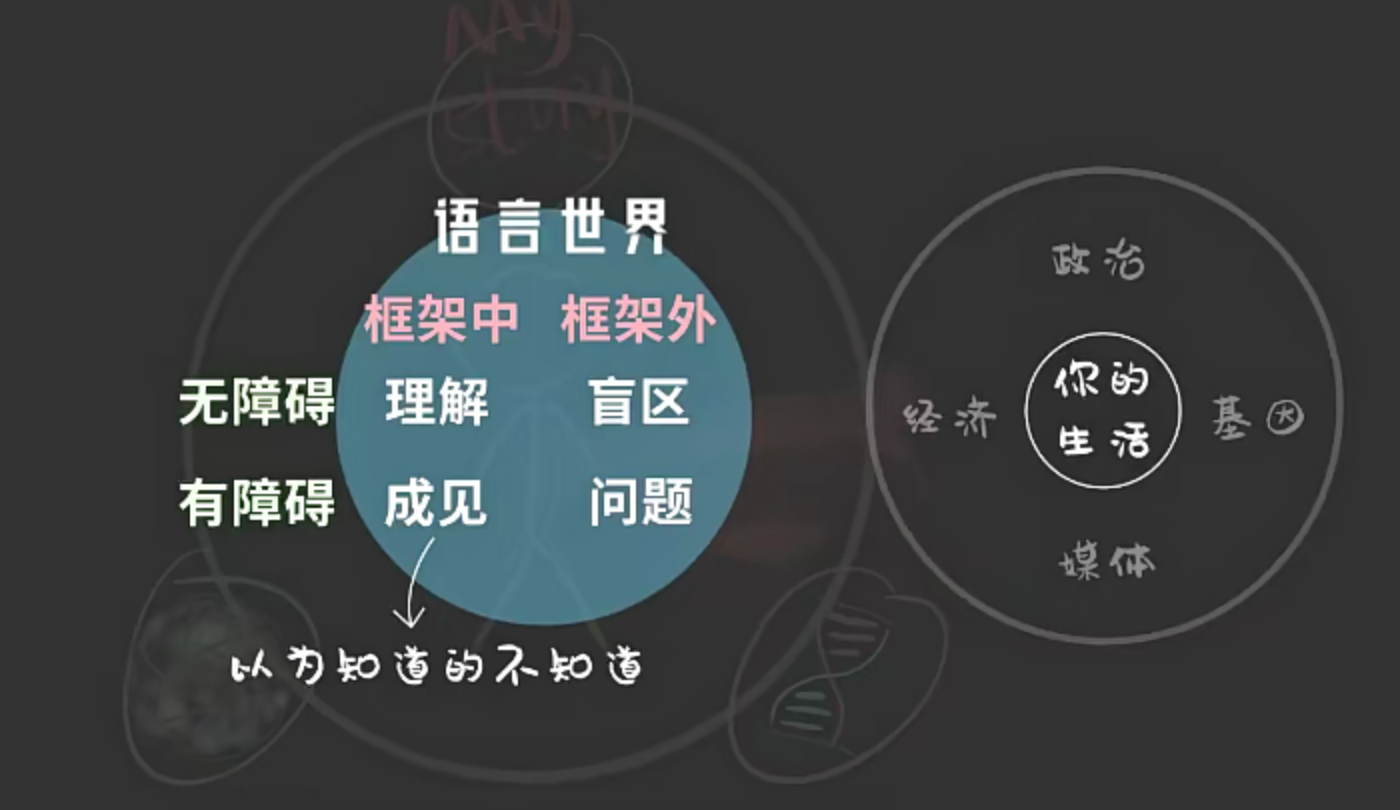 My
story
语言世界
框架中 框架外
无障碍 理解 盲区
有障碍 成见 问题
以为知道的不知道
政治
经济 你的生活 基因
媒体